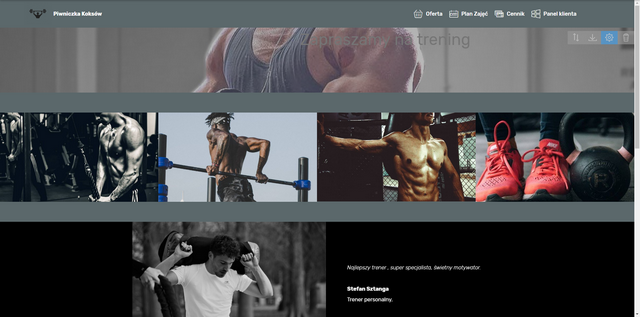 Piwniczka Koksów
Oferta
Plan Zajęć
Cennik
Panel klienta
Zapraszamy na trening
Najlepszy trener , super specjalista, świetny motywator.
Stefan Sztanga
Trener personalny.